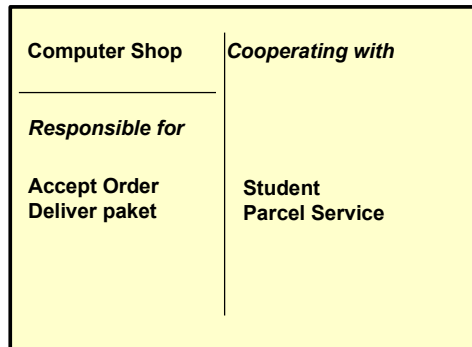 Computer Shop
Cooperating with
Responsible for
Accept Order
Deliver paket
Student
Parcel Service